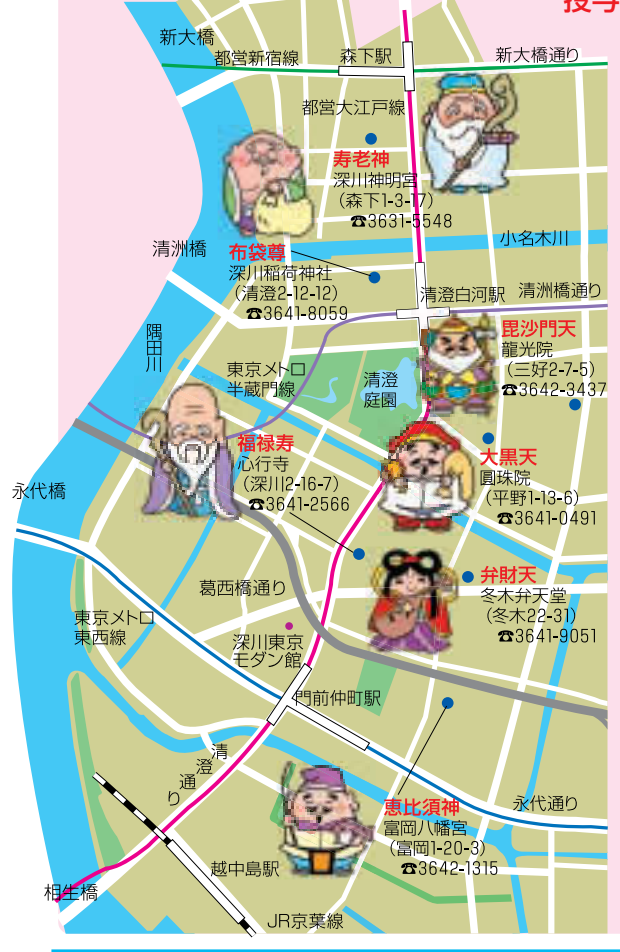 授与
新大橋
都営新宿線
森下駅
新大橋通り
都営大江戸線
寿老神
深川神明宮
(森下1-3-17)
☎3631-5548
清洲橋
布袋尊
深川稲荷神社
(清澄2-12-12)
☎3641-8059
小名木川
清澄白河駅
清洲橋通り
隅田川
毘沙門天
龍光院
(三好2-7-5)
☎3642-3437
東京メトロ
半蔵門線
清澄
庭園
福禄寿
心行寺
(深川2-16-7)
☎3641-2566
大黒天
圓珠院
(平野1-13-6)
☎3641-0491
永代橋
葛西橋通り
弁財天
冬木弁天堂
(冬木22-31)
☎3641-9051
東京メトロ
東西線
深川東京
モダン館
門前仲町駅
清澄通り
恵比須神
富岡八幡宮
(富岡1-20-3)
☎3642-1315
永代通り
越中島駅
相生橋
JR京葉線